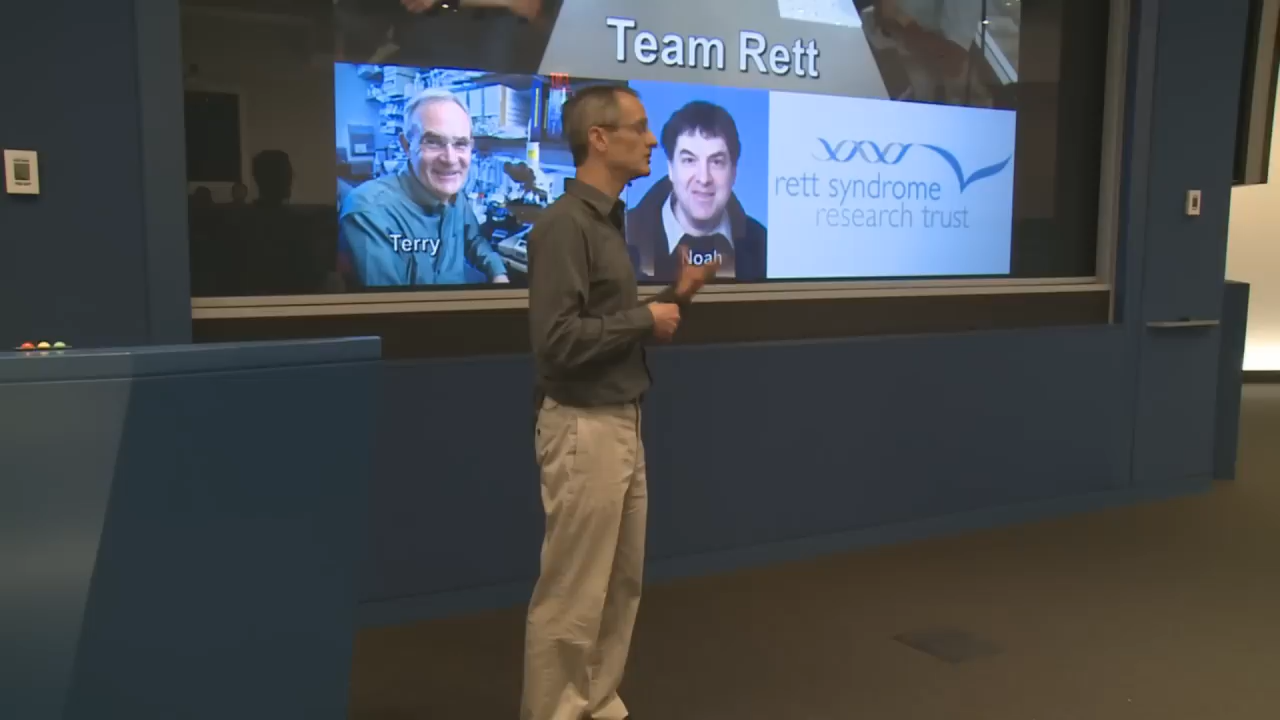 Team Rett
Terry
Noah
rett syndrome
research trust